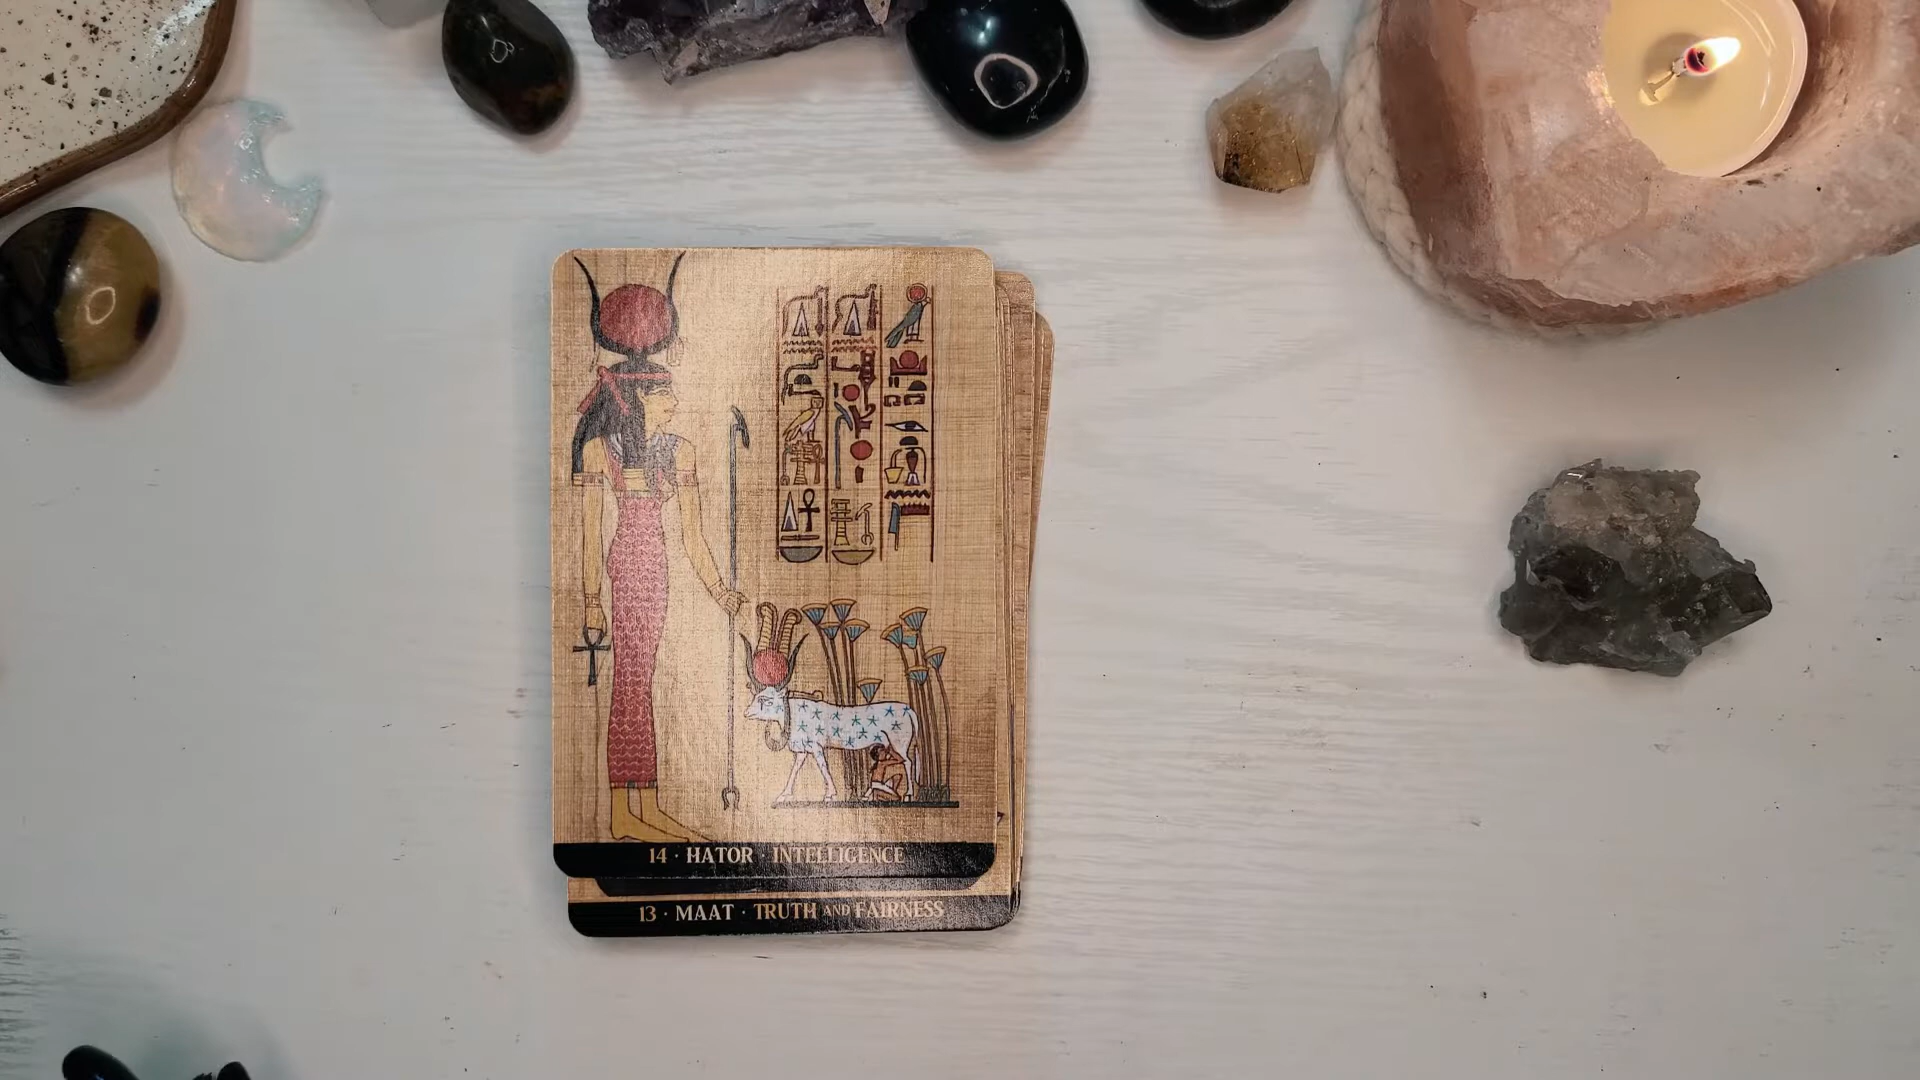 14 · HATOR · INTELLIGENCE
13 · MAAT · TRUTH AND FAIRNESS